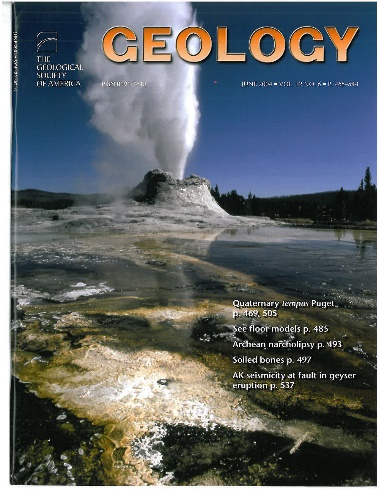 GEOLOGY
THE
GEOLOGICAL
SOCIETY
OF AMERICA
Quaternary tempus Puget
p. 469, 505
See floor models p. 485
Archean narcholipsy p. 493
Soiled bones p. 497
AK seismicity at fault in geyser
eruption p. 537